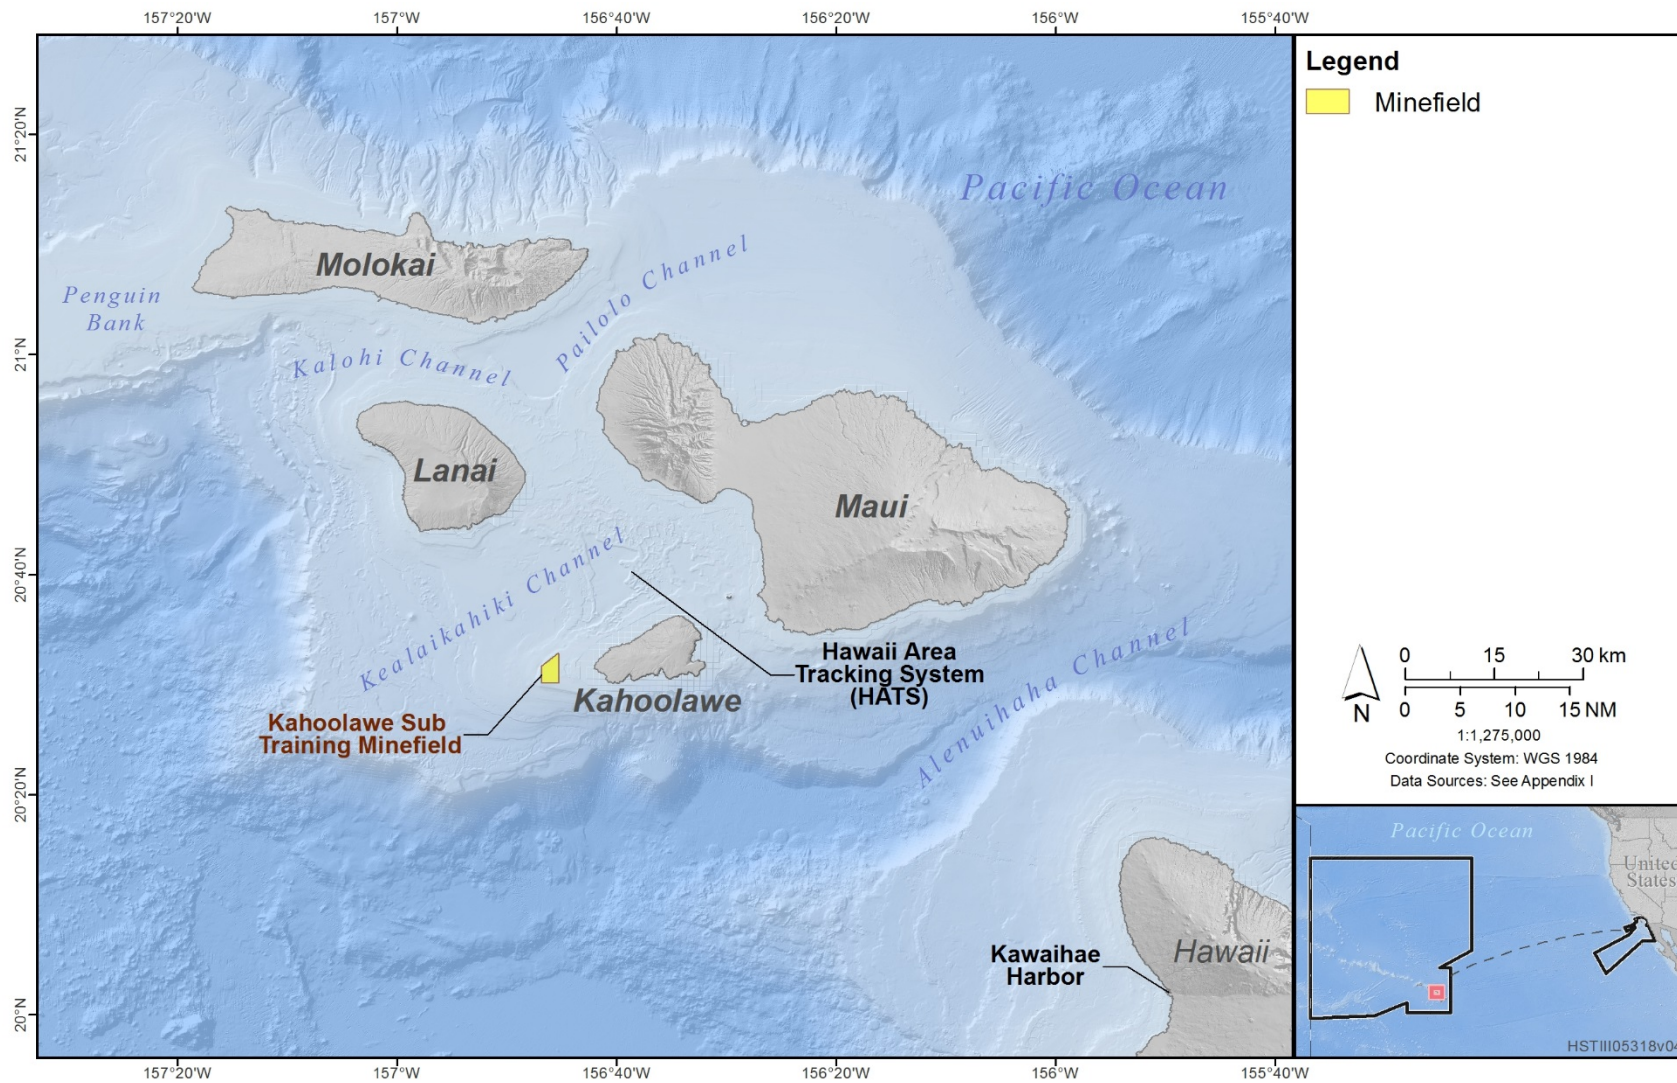 157°20'W 157°W 156°40'W 156°20'W 156°W 155°40'W
21°20'N
21°N
20°40'N
20°20'N
20°N
Pacific Ocean
Molokai
Penguin
Bank
Pailolo Channel
Kalohi Channel
Lanai
Maui
Kealaikahiki Channel
Hawaii Area
Tracking System
(HATS)
Kahoolawe
Kahoolawe Sub
Training Minefield
Alenuihaha Channel
Kawaihae
Harbor
Hawaii
157°20'W 157°W 156°40'W 156°20'W 156°W 155°40'W
Legend
Minefield
N
0 15 30 km
0 5 10 15 NM
1:1,275,000
Coordinate System: WGS 1984
Data Sources: See Appendix I
Pacific Ocean
United
States
HSTIII05318v04